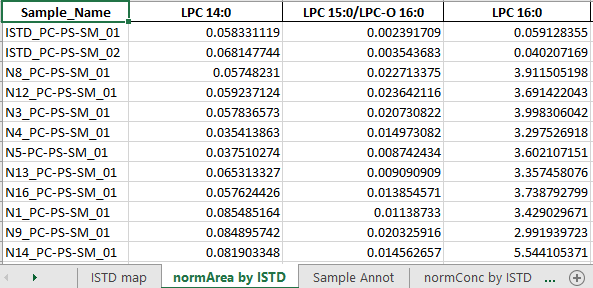 Sample_Name LPC 14:0 LPC 15:0/LPC-O 16:0 LPC 16:0
ISTD_PC-PS-SM_01 0.058331119 0.002391709 0.059128355
ISTD_PC-PS-SM_02 0.068147744 0.003543683 0.040207169
N8_PC-PS-SM_01 0.05748231 0.022713375 3.911505198
N12_PC-PS-SM_01 0.059237124 0.023642116 3.691422043
N3_PC-PS-SM_01 0.057836573 0.020730822 3.998306042
N4_PC-PS-SM_01 0.035413863 0.014973082 3.297526918
N5-PC-PS-SM_01 0.037510274 0.008742434 3.602107151
N13_PC-PS-SM_01 0.065313327 0.009090909 3.357458076
N16_PC-PS-SM_01 0.057624426 0.013854571 3.738792799
N1_PC-PS-SM_01 0.085485164 0.01138733 3.429029671
N9_PC-PS-SM_01 0.084895742 0.020325916 2.991939723
N14_PC-PS-SM_01 0.081903348 0.014562657 5.544105371
ISTD map normArea by ISTD Sample Annot normConc by ISTD ...